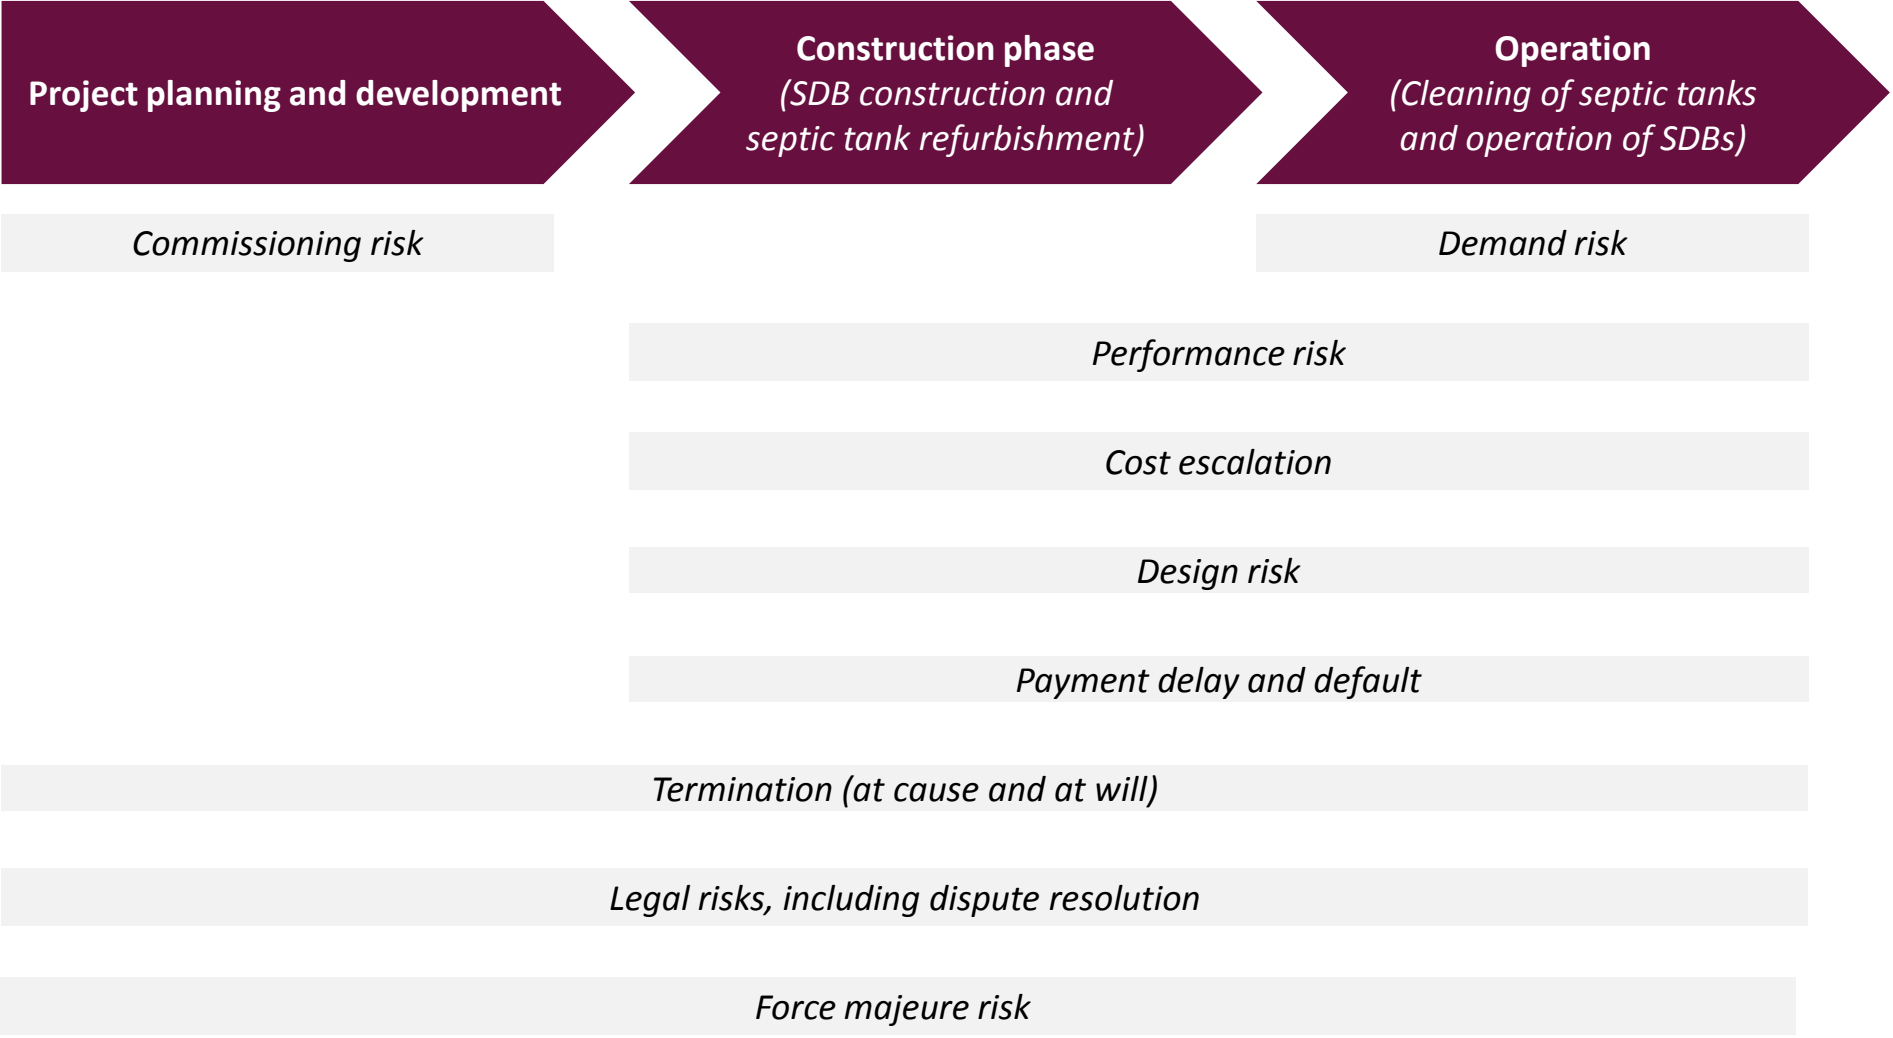 Project planning and development
Construction phase
(SDB construction and
septic tank refurbishment)
Operation
(Cleaning of septic tanks
and operation of SDBs)
Commissioning risk
Demand risk
Performance risk
Cost escalation
Design risk
Payment delay and default
Termination (at cause and at will)
Legal risks, including dispute resolution
Force majeure risk